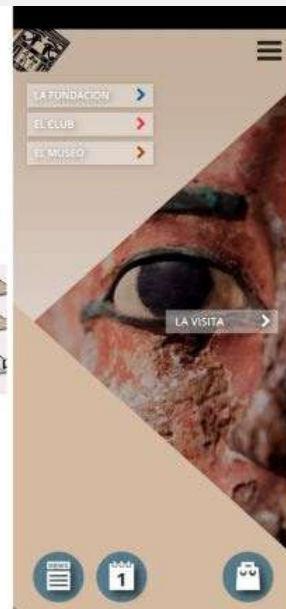 LA FUNDACIÓN
EL CLUB
EL MUSEO
LA VISITA
NEWS
1